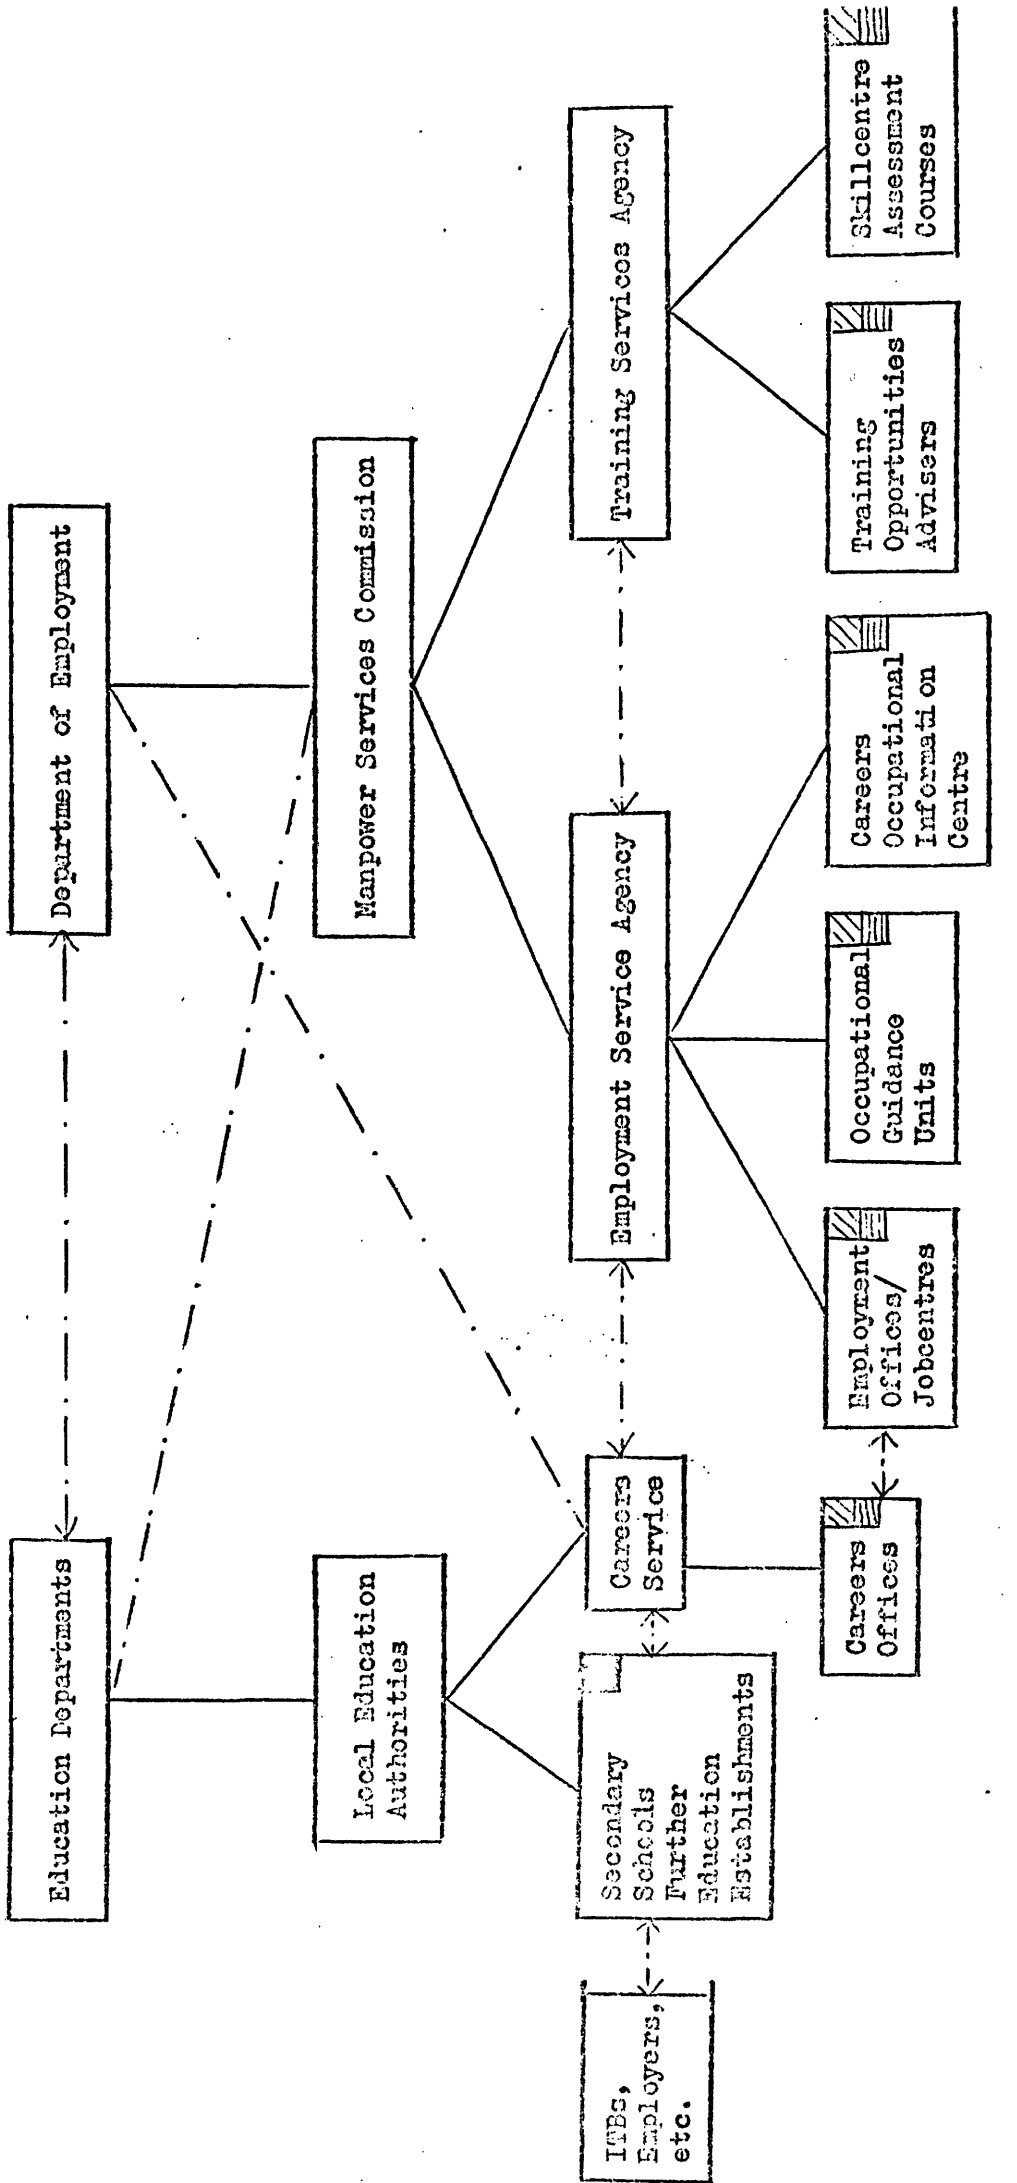 Education Departments
Department of Employment
Local Education
Authorities
Manpower Services Commission
ITBs,
Employers,
etc.
Secondary
Schools
Further
Education
Establishments
Careers
Service
Employment Service Agency
Training Services Agency
Careers
Offices
Employment
Offices/
Jobcentres
Occupational
Guidance
Units
Careers
Occupational
Information
Centre
Training
Opportunities
Advisers
Skillcentre
Assessment
Courses